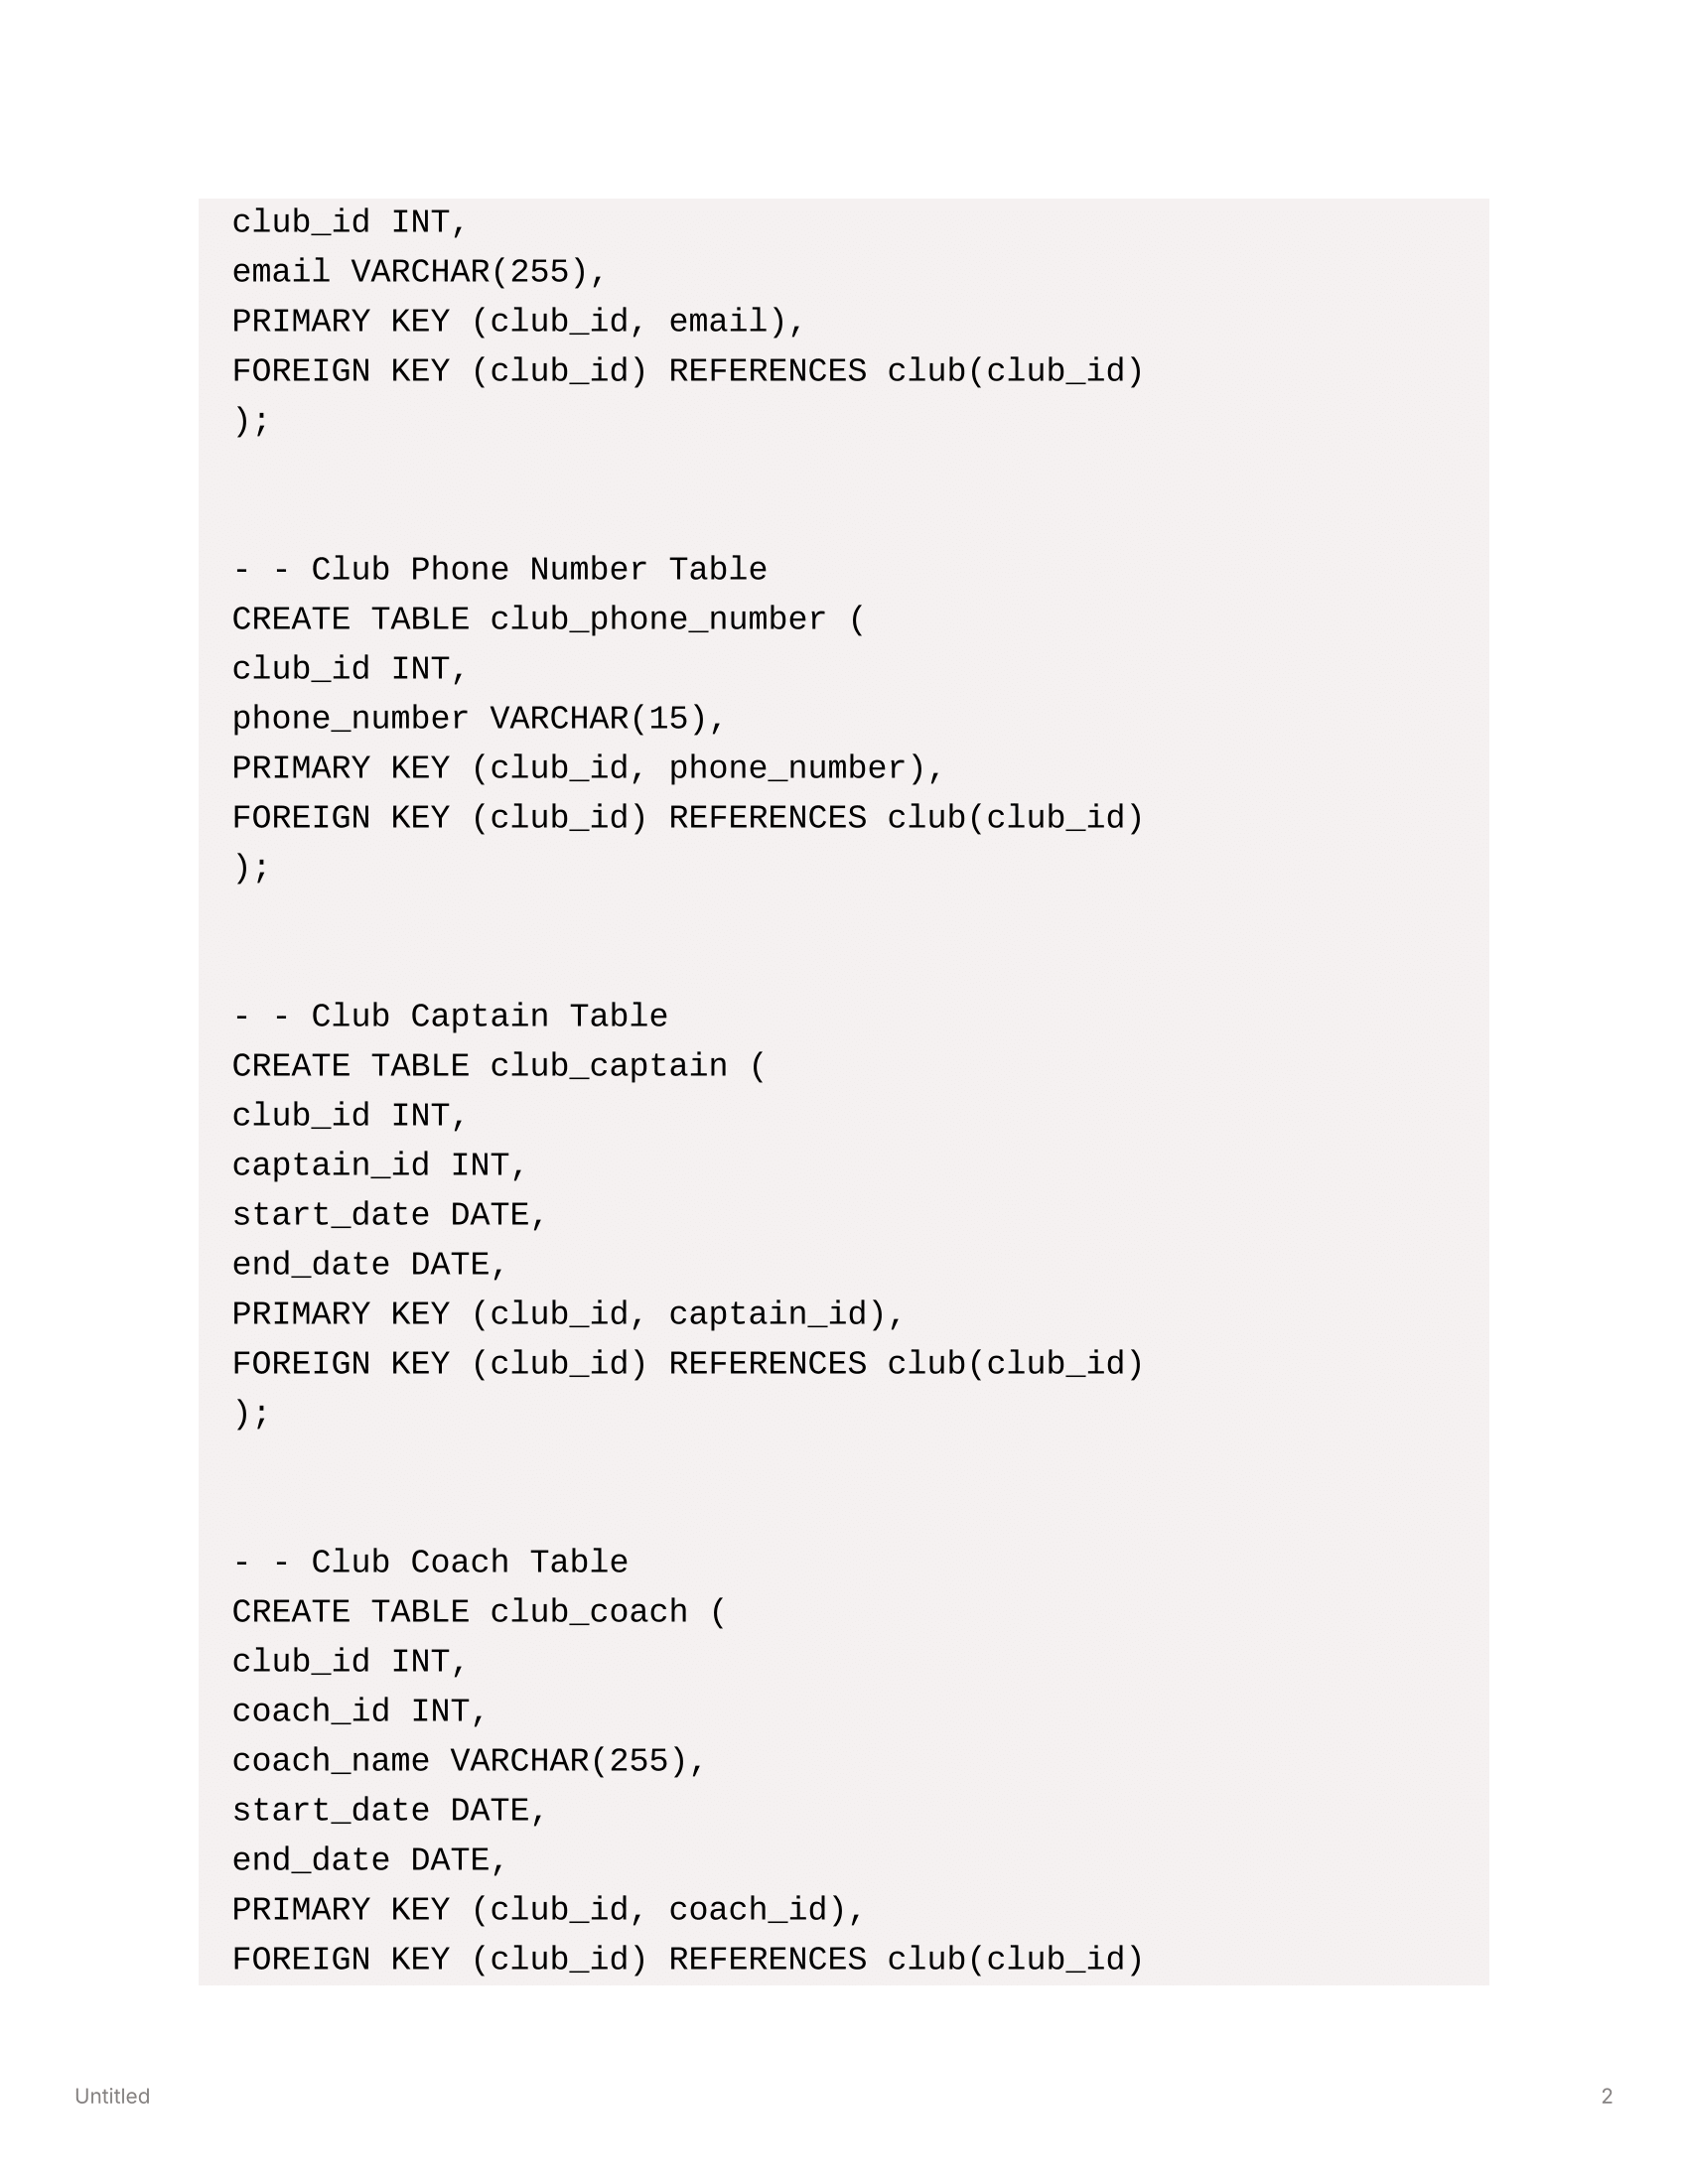 club_id INT,
email VARCHAR(255),
PRIMARY KEY (club_id, email),
FOREIGN KEY (club_id) REFERENCES club(club_id)
);
- - Club Phone Number Table
CREATE TABLE club_phone_number (
club_id INT,
phone_number VARCHAR(15),
PRIMARY KEY (club_id, phone_number),
FOREIGN KEY (club_id) REFERENCES club(club_id)
);
- - Club Captain Table
CREATE TABLE club_captain (
club_id INT,
captain_id INT,
start_date DATE,
end_date DATE,
PRIMARY KEY (club_id, captain_id),
FOREIGN KEY (club_id) REFERENCES club(club_id)
);
- - Club Coach Table
CREATE TABLE club_coach (
club_id INT,
coach_id INT,
coach_name VARCHAR(255),
start_date DATE,
end_date DATE,
PRIMARY KEY (club_id, coach_id),
FOREIGN KEY (club_id) REFERENCES club(club_id)
Untitled 2